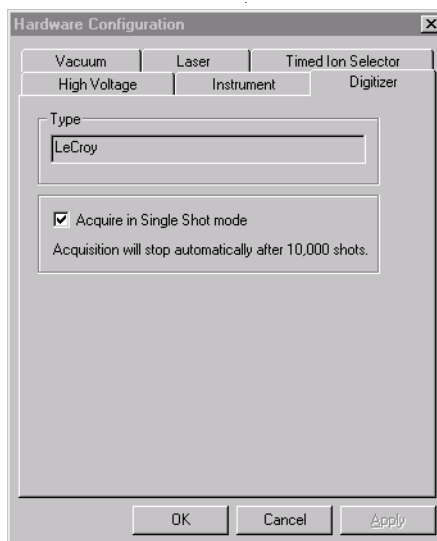 Hardware Configuration
Vacuum Laser Timed Ion Selector
High Voltage Instrument Digitizer
Type
LeCroy
Acquire in Single Shot mode
Acquisition will stop automatically after 10,000 shots.
OK Cancel Apply